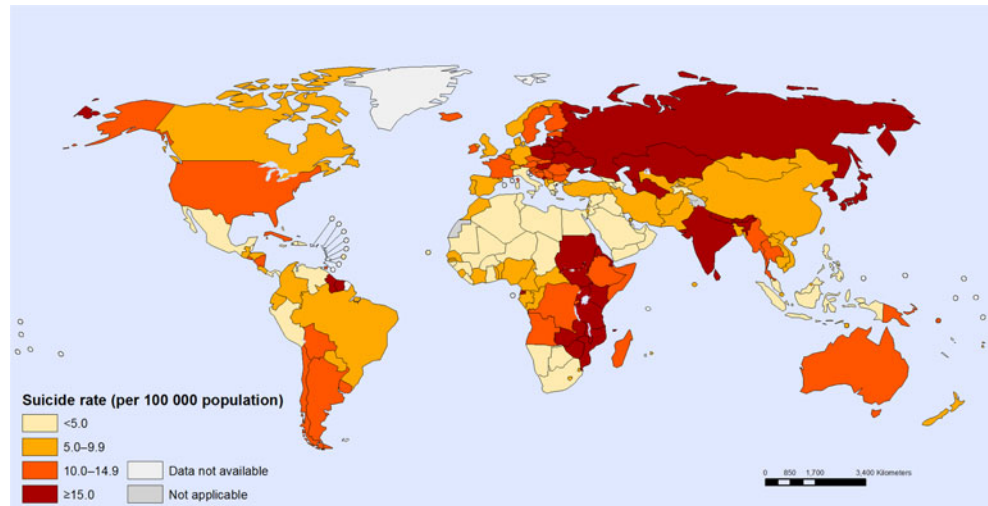 Suicide rate (per 100 000 population)
<5.0
5.0–9.9
10.0–14.9
≥15.0
Data not available
Not applicable
0 850 1,700 3,400 Kilometers